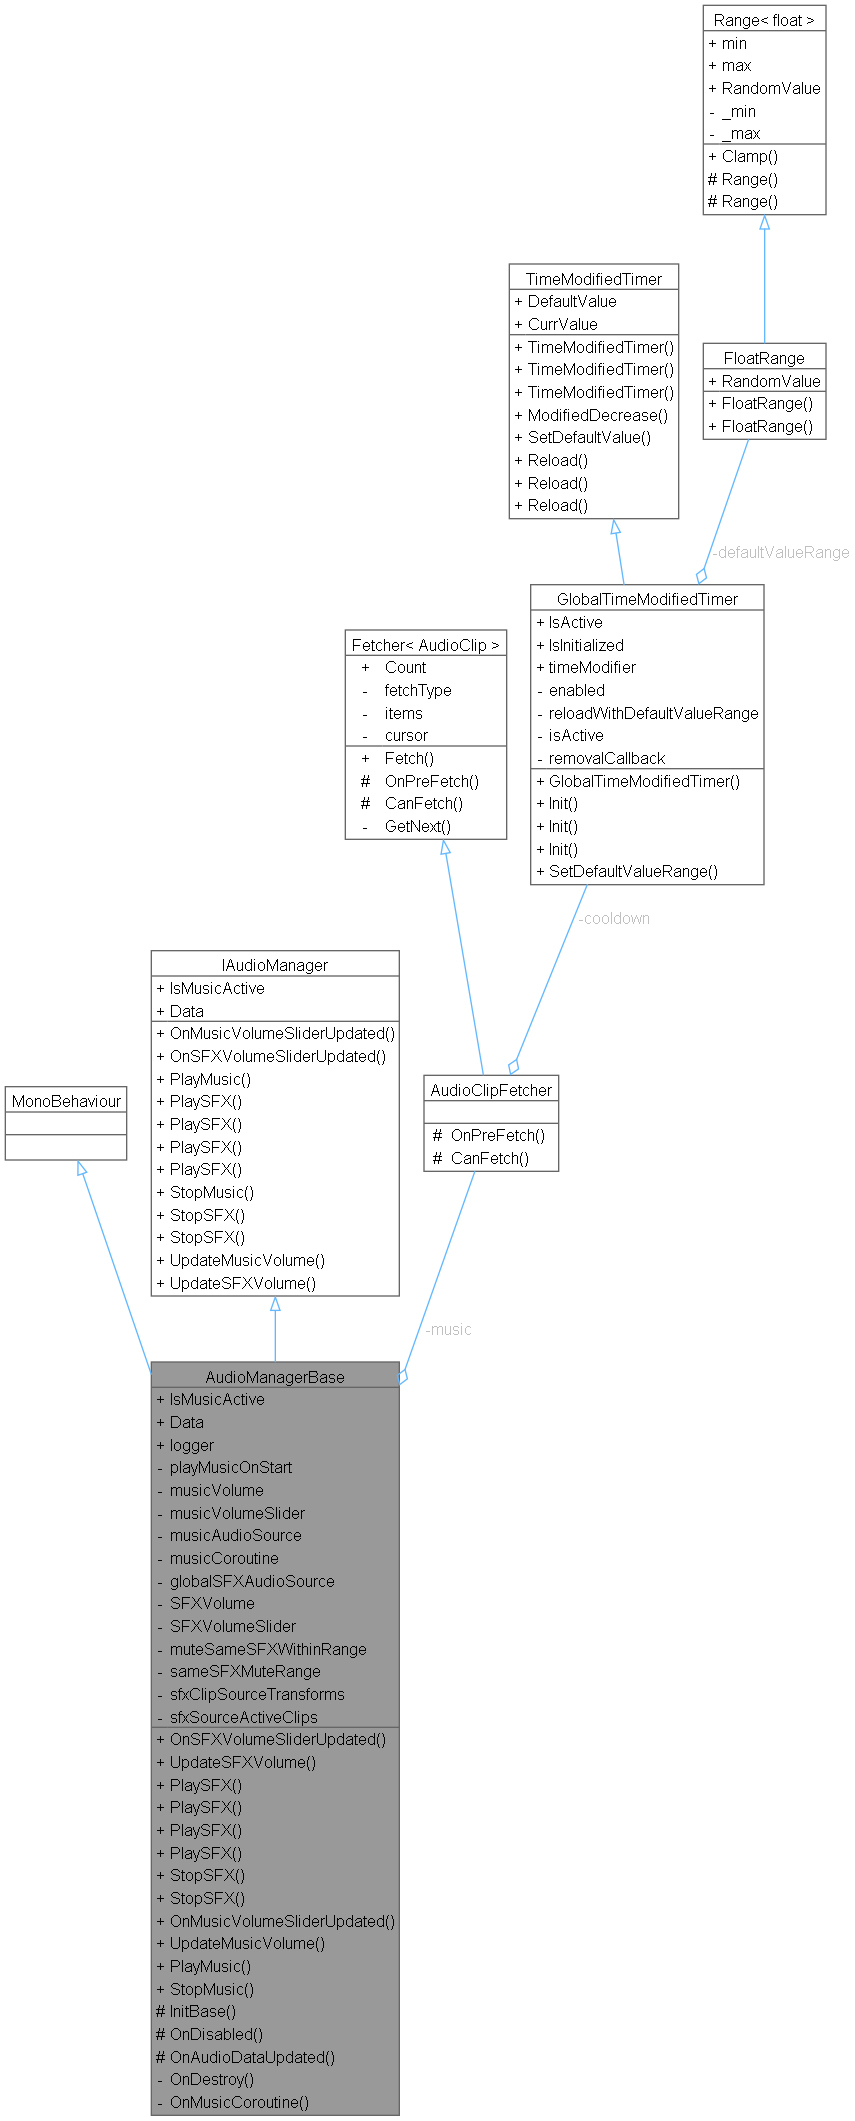 Range< float >
+ min
+ max
+ RandomValue
- _min
- _max
+ Clamp()
# Range()
# Range()
TimeModifiedTimer
+ DefaultValue
+ CurrValue
+ TimeModifiedTimer()
+ TimeModifiedTimer()
+ TimeModifiedTimer()
+ ModifiedDecrease()
+ SetDefaultValue()
+ Reload()
+ Reload()
+ Reload()
FloatRange
+ RandomValue
+ FloatRange()
+ FloatRange()
-defaultValueRange
GlobalTimeModifiedTimer
+ IsActive
+ IsInitialized
+ timeModifier
- enabled
- reloadWithDefaultValueRange
- isActive
- removalCallback
+ GlobalTimeModifiedTimer()
+ Init()
+ Init()
+ Init()
+ SetDefaultValueRange()
Fetcher< AudioClip >
+ Count
- fetchType
- items
- cursor
+ Fetch()
# OnPreFetch()
# CanFetch()
- GetNext()
-cooldown
IAudioManager
+ IsMusicActive
+ Data
+ OnMusicVolumeSliderUpdated()
+ OnSFXVolumeSliderUpdated()
+ PlayMusic()
+ PlaySFX()
+ PlaySFX()
+ PlaySFX()
+ PlaySFX()
+ StopMusic()
+ StopSFX()
+ StopSFX()
+ UpdateMusicVolume()
+ UpdateSFXVolume()
MonoBehaviour
AudioClipFetcher
# OnPreFetch()
# CanFetch()
-music
AudioManagerBase
+ IsMusicActive
+ Data
+ logger
- playMusicOnStart
- musicVolume
- musicVolumeSlider
- musicAudioSource
- musicCoroutine
- globalSFXAudioSource
- SFXVolume
- SFXVolumeSlider
- muteSameSFXWithinRange
- sameSFXMuteRange
- sfxClipSourceTransforms
- sfxSourceActiveClips
+ OnSFXVolumeSliderUpdated()
+ UpdateSFXVolume()
+ PlaySFX()
+ PlaySFX()
+ PlaySFX()
+ PlaySFX()
+ StopSFX()
+ StopSFX()
+ OnMusicVolumeSliderUpdated()
+ UpdateMusicVolume()
+ PlayMusic()
+ StopMusic()
# InitBase()
# OnDisabled()
# OnAudioDataUpdated()
- OnDestroy()
- OnMusicCoroutine()